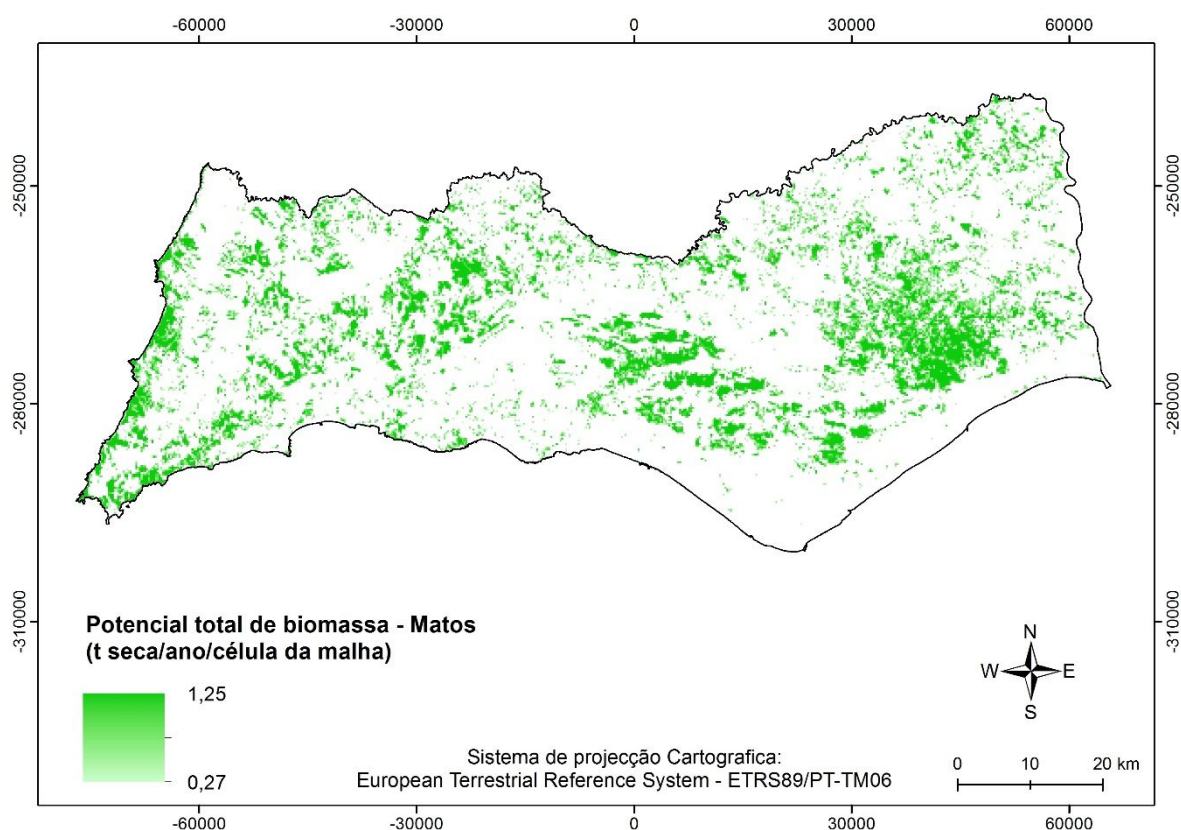 -60000 -30000 0 30000 60000
-250000 -250000
-280000 -280000
-310000 -310000
Potencial total de biomassa - Matos
(t seca/ano/célula da malha)
1,25
0,27
N
W E
S
Sistema de projecção Cartografica:
European Terrestrial Reference System - ETRS89/PT-TM06
0 10 20 km
-60000 -30000 0 30000 60000